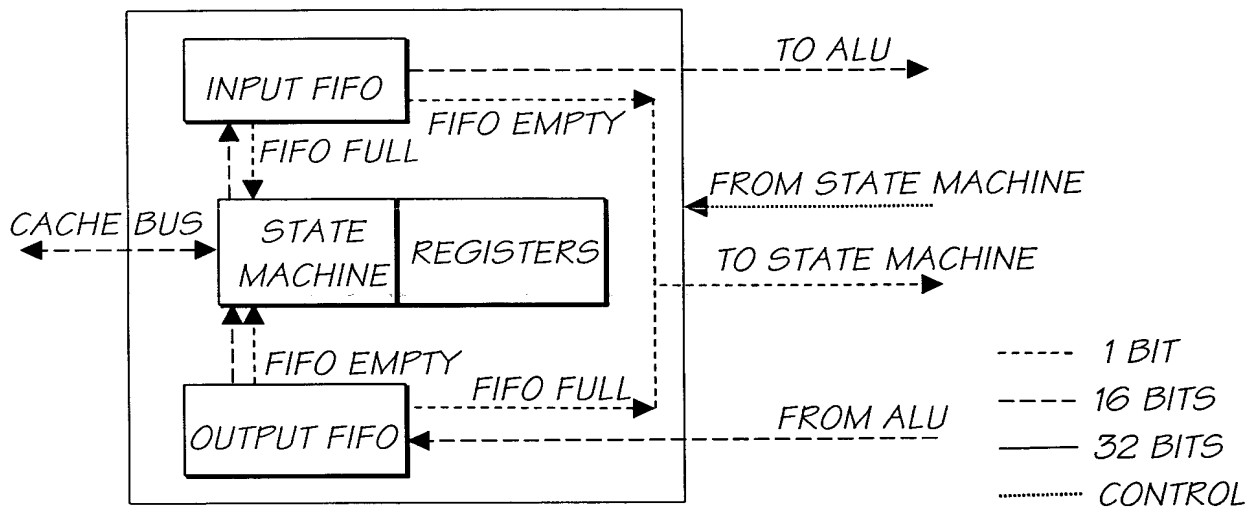 TO ALU
INPUT FIFO
FIFO EMPTY
FIFO FULL
FROM STATE MACHINE
CACHE BUS
STATE
MACHINE
REGISTERS
TO STATE MACHINE
FIFO EMPTY
FIFO FULL
1 BIT
OUTPUT FIFO
FROM ALU
16 BITS
32 BITS
CONTROL